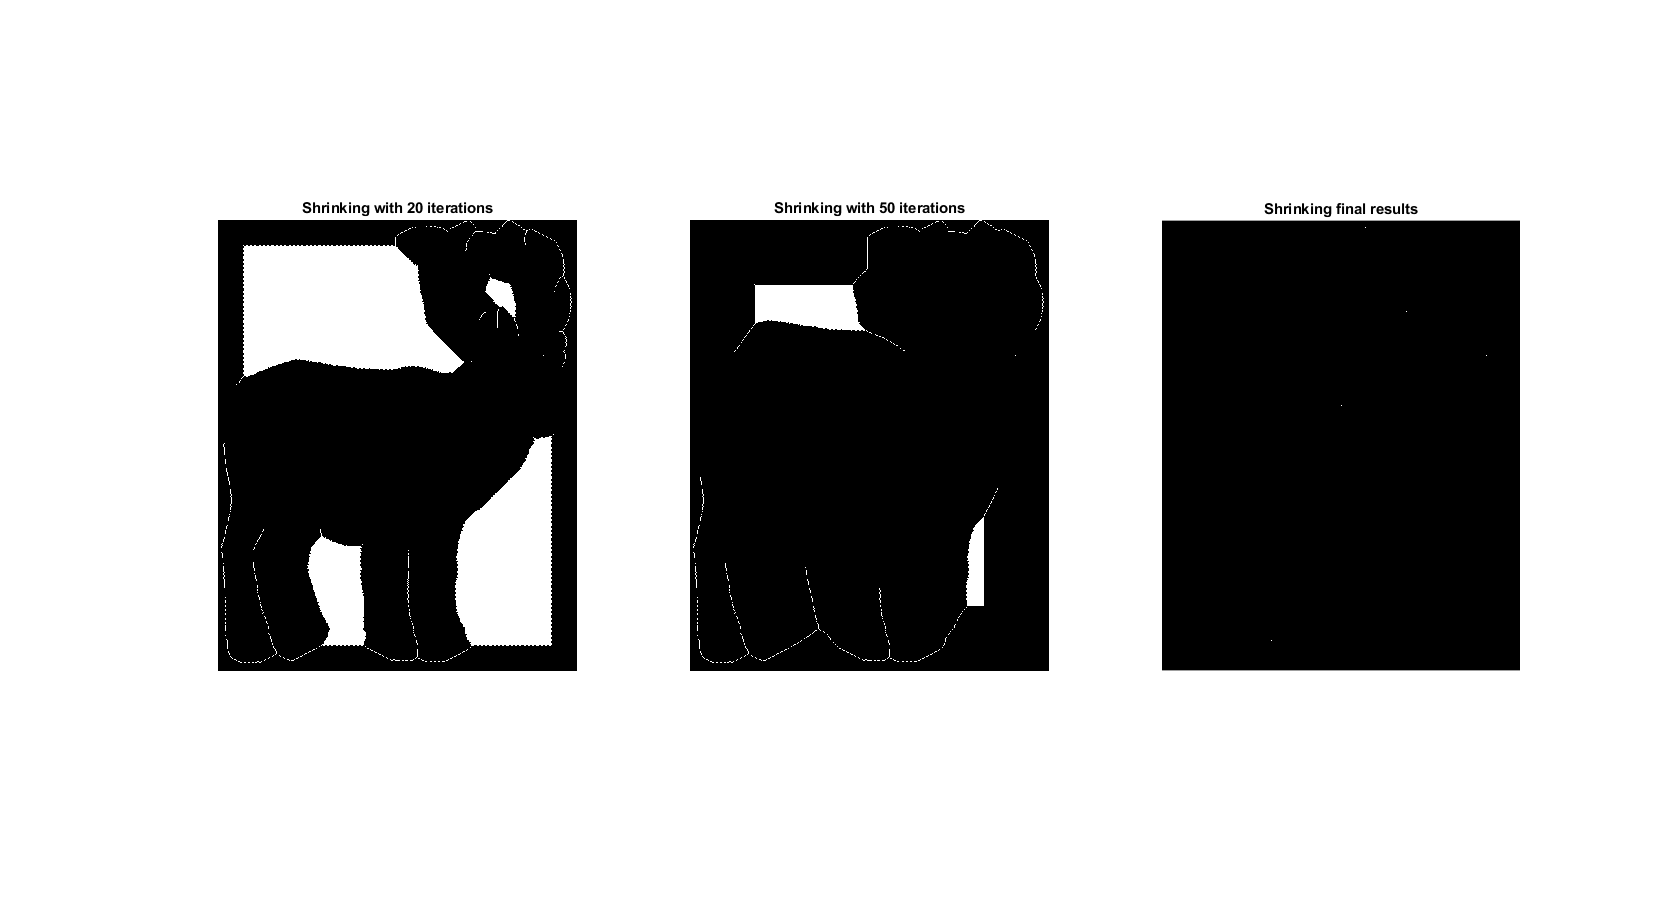 Shrinking with 20 iterations
Shrinking with 50 iterations
Shrinking final results